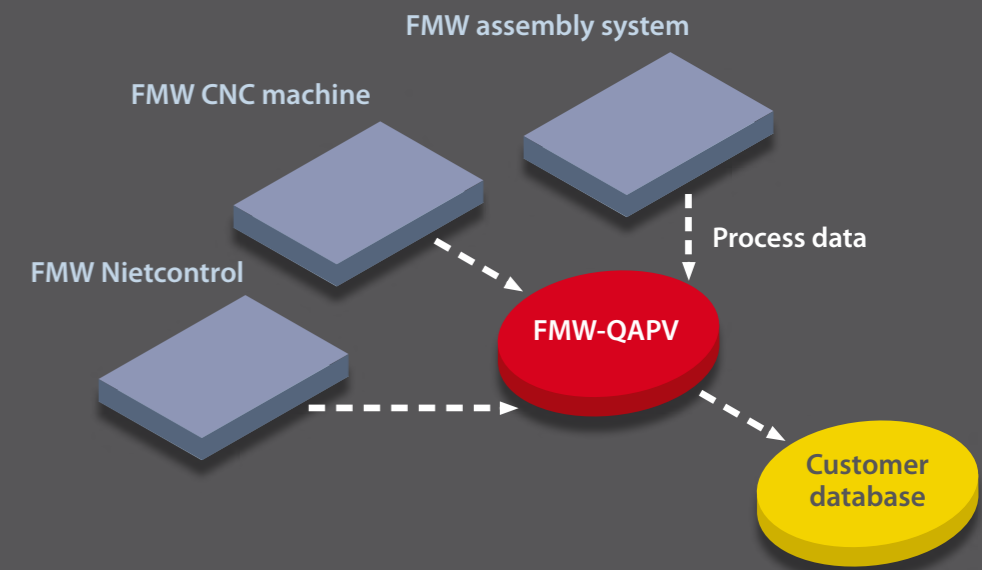 FMW assembly system
FMW CNC machine
Process data
FMW Nietcontrol
FMW-QAPV
Customer
database